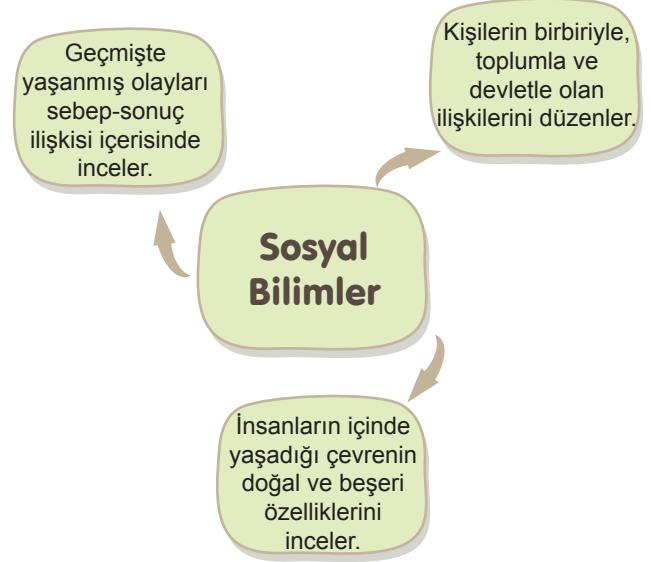 Geçmişte
yaşanmış olayları
sebep-sonuç
ilişkisi içerisinde
inceler.
Kişilerin birbiriyle,
toplumla ve
devletle olan
ilişkilerini düzenler.
Sosyal
Bilimler
İnsanların içinde
yaşadığı çevrenin
doğal ve beşeri
özelliklerini
inceler.